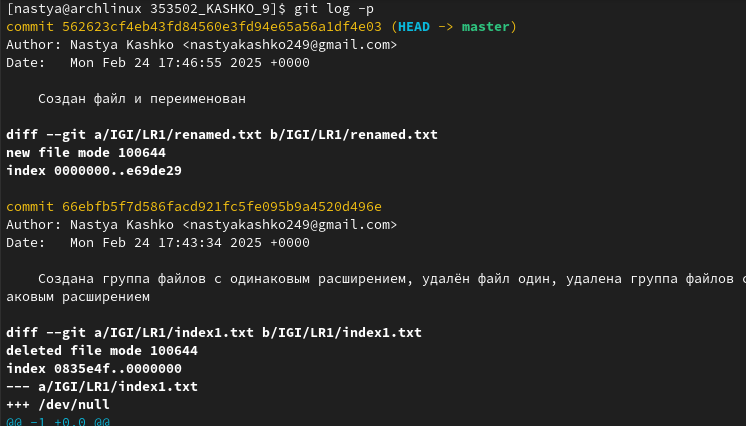 [nastya@archlinux 353502_KASHKO_9]$ git log -p
commit 562623cf4eb43fd84560e3fd94e65a56a1df4e03 (HEAD -> master)
Author: Nastya Kashko <nastyakashko249@gmail.com>
Date:   Mon Feb 24 17:46:55 2025 +0000
Создан файл и переименован
diff --git a/IGI/LR1/renamed.txt b/IGI/LR1/renamed.txt
new file mode 100644
index 0000000..e69de29
commit 66ebfb5f7d586facd921fc5fe095b9a4520d496e
Author: Nastya Kashko <nastyakashko249@gmail.com>
Date:   Mon Feb 24 17:43:34 2025 +0000
Создана группа файлов с одинаковым расширением, удалён файл один, удалена группа файлов с
аковым расширением
diff --git a/IGI/LR1/index1.txt b/IGI/LR1/index1.txt
deleted file mode 100644
index 0835e4f..0000000
--- a/IGI/LR1/index1.txt
+++ /dev/null
@@ -1 +0,0 @@